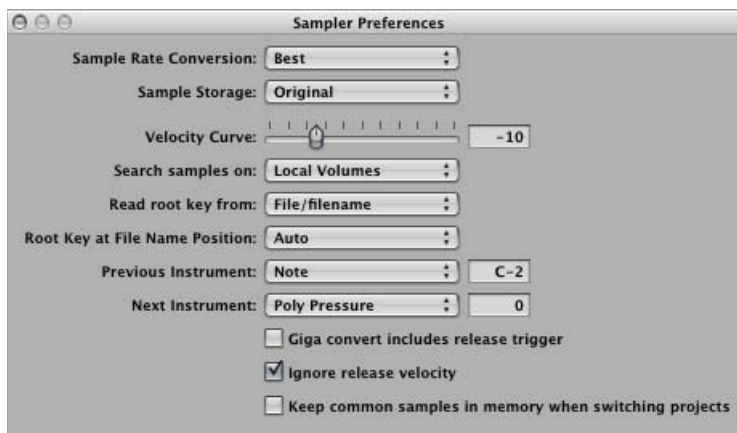 Sampler Preferences
Sample Rate Conversion: Best
Sample Storage: Original
Velocity Curve: -10
Search samples on: Local Volumes
Read root key from: File/filename
Root Key at File Name Position: Auto
Previous Instrument: Note C-2
Next Instrument: Poly Pressure 0
Giga convert includes release trigger
Ignore release velocity
Keep common samples in memory when switching projects